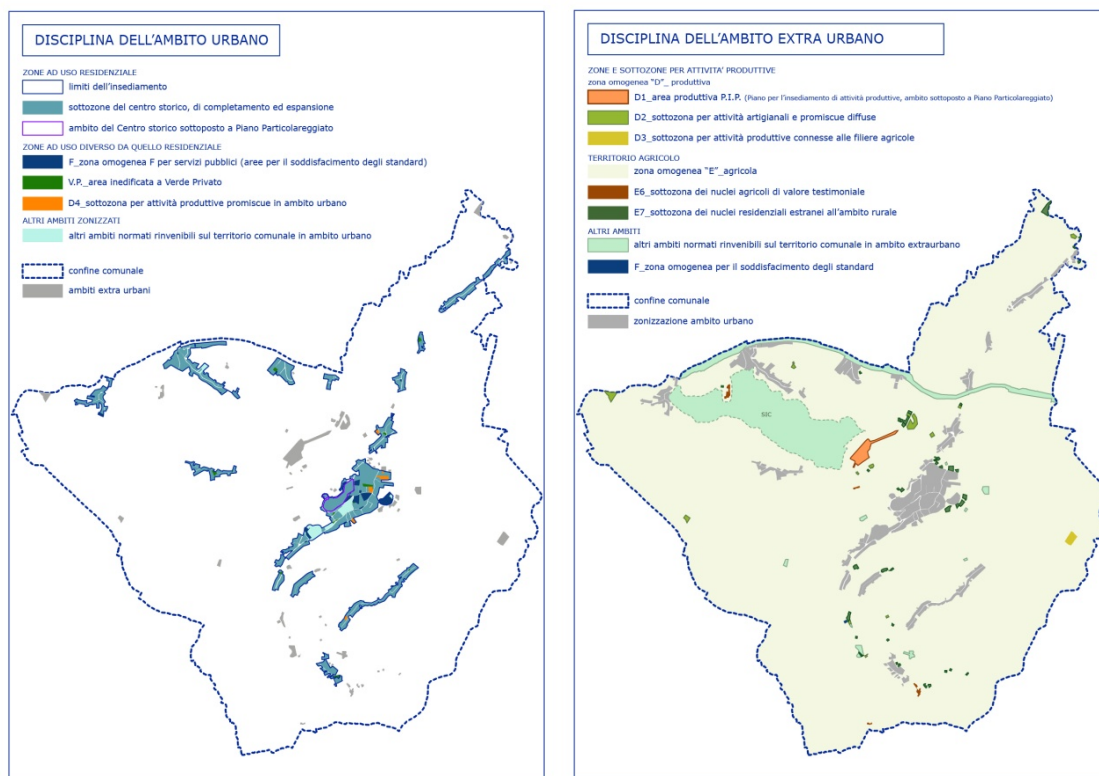 DISCIPLINA DELL'AMBITO URBANO
ZONE AD USO RESIDENZIALE
limiti dell'insediamento
sottozone del centro storico, di completamento ed espansione
ambito del Centro storico sottoposto a Piano Particolareggiato
ZONE AD USO DIVERSO DA QUELLO RESIDENZIALE
F_zona omogenea F per servizi pubblici (aree per il soddisfacimento degli standard)
V.P._area inedificata a Verde Privato
D4_sottozona per attività produttive promiscue in ambito urbano
ALTRI AMBITI ZONIZZATI
altri ambiti normati rinvenibili sul territorio comunale in ambito urbano
confine comunale
ambiti extra urbani
DISCIPLINA DELL'AMBITO EXTRA URBANO
ZONE E SOTTOZONE PER ATTIVITA' PRODUTTIVE
zona omogenea "D"_ produttiva
D1_area produttiva P.I.P. (Piano per l'insediamento di attività produttive, ambito sottoposto a Piano Particolareggiato)
D2_sottozona per attività artigianali e promiscue diffuse
D3_sottozona per attività produttive connesse alle filiere agricole
TERRITORIO AGRICOLO
zona omogenea "E"_agricola
E6_sottozona dei nuclei agricoli di valore testimoniale
E7_sottozona dei nuclei residenziali estranei all'ambito rurale
ALTRI AMBITI
altri ambiti normati rinvenibili sul territorio comunale in ambito extraurbano
F_zona omogenea per il soddisfacimento degli standard
confine comunale
zonizzazione ambito urbano
SIC